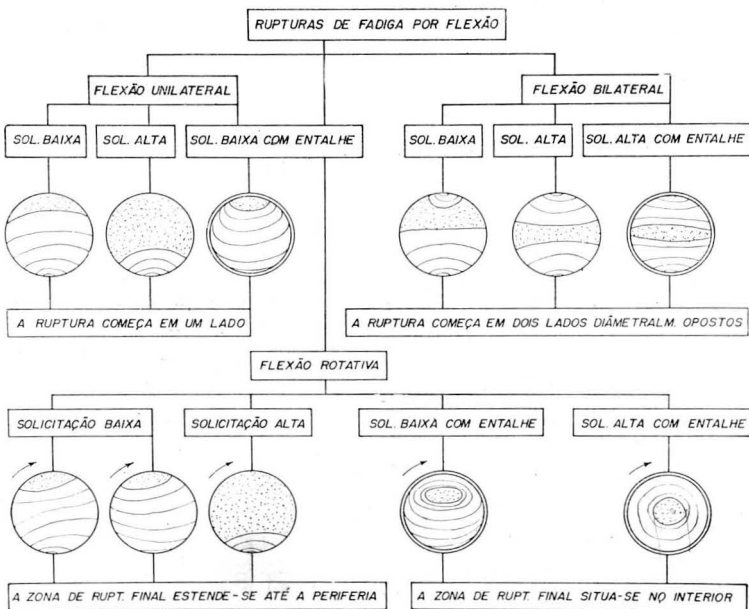 RUPTURAS DE FADIGA POR FLEXÃO
FLEXÃO UNILATERAL
FLEXÃO BILATERAL
SOL. BAIXA
SOL. ALTA
SOL. BAIXA COM ENTALHE
SOL. BAIXA
SOL. ALTA
SOL. ALTA COM ENTALHE
A RUPTURA COMEÇA EM UM LADO
A RUPTURA COMEÇA EM DOIS LADOS DIÂMETRALM. OPOSTOS
FLEXÃO ROTATIVA
SOLICITAÇÃO BAIXA
SOLICITAÇÃO ALTA
SOL. BAIXA COM ENTALHE
SOL. ALTA COM ENTALHE
A ZONA DE RUPT. FINAL ESTENDE-SE ATÉ A PERIFERIA
A ZONA DE RUPT. FINAL SITUA-SE NO INTERIOR